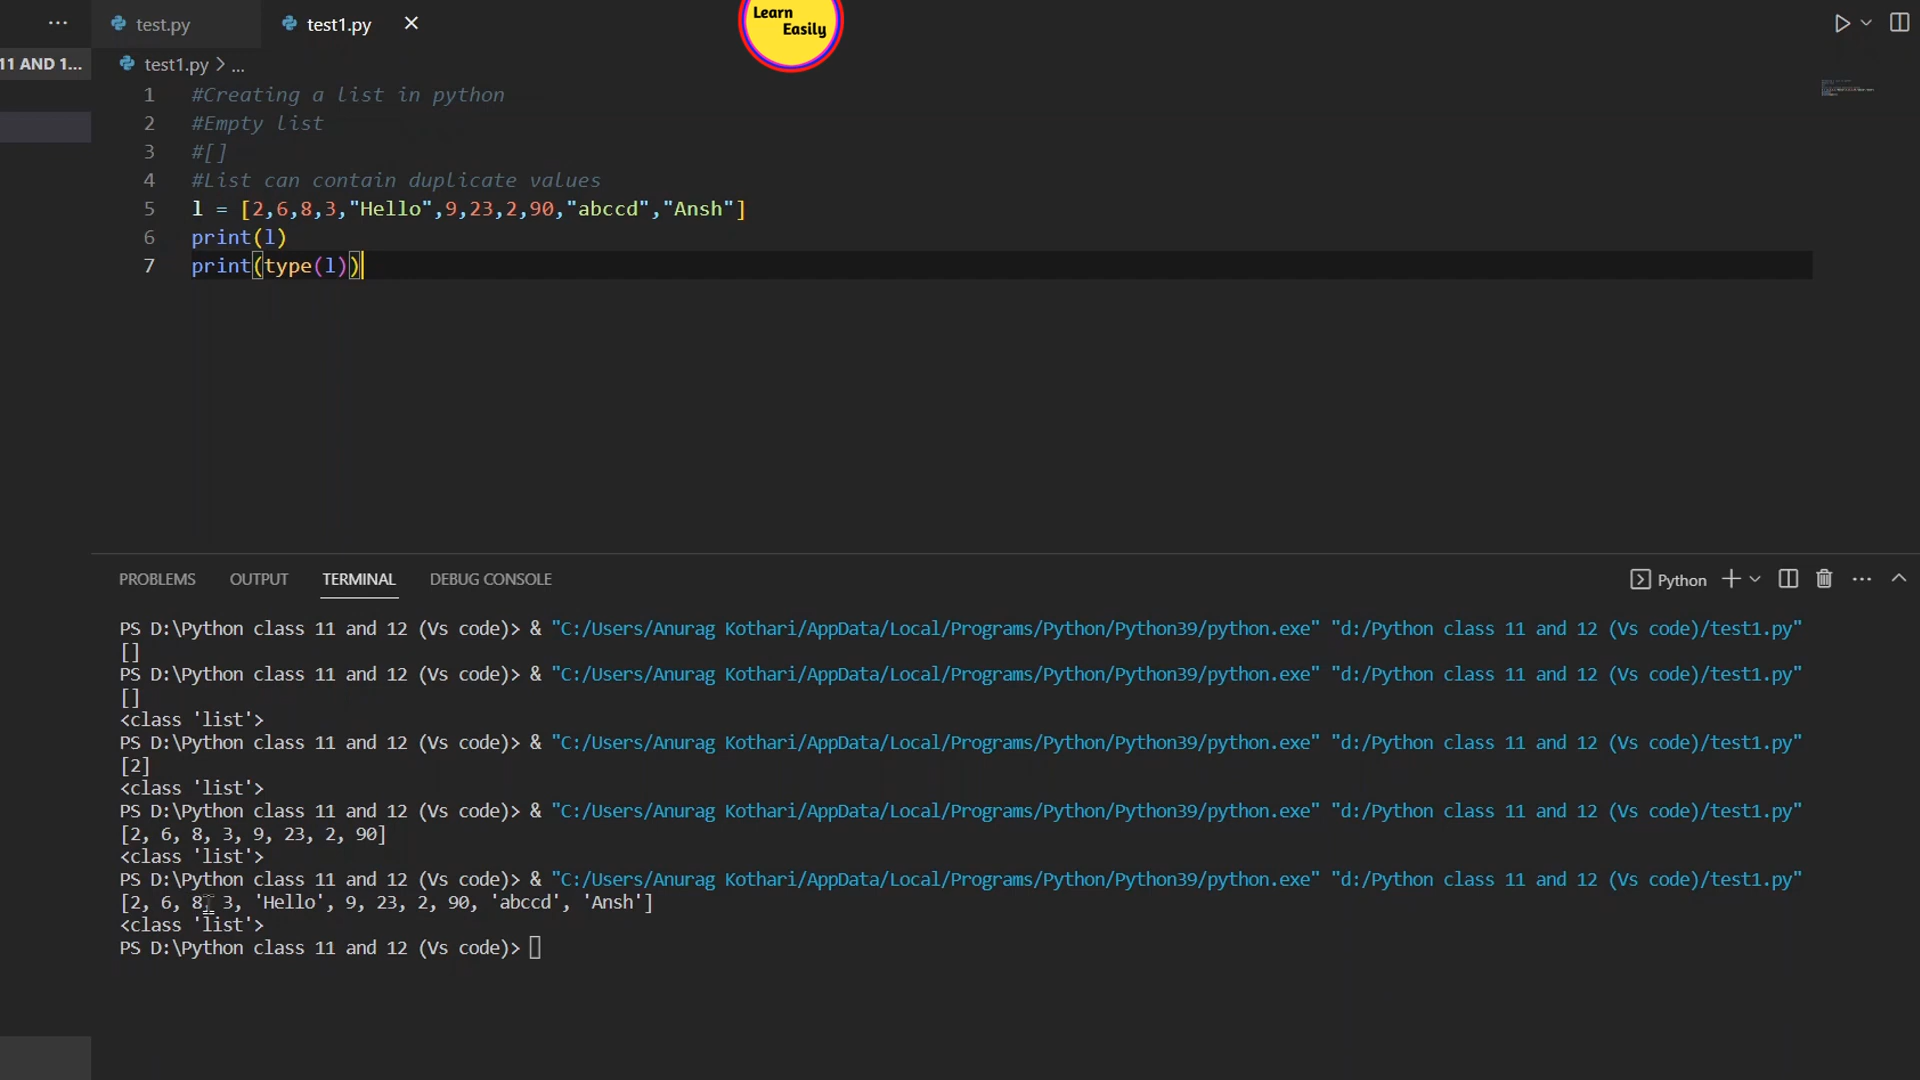 ... test.py test1.py ×
Learn
Easily
11 AND 1... test1.py > ...
1 #Creating a list in python
2 #Empty list
3 #[]
4 #List can contain duplicate values
5 l = [2,6,8,3,"Hello",9,23,2,90,"abccd","Ansh"]
6 print(l)
7 print(type(l))
PROBLEMS OUTPUT TERMINAL DEBUG CONSOLE Python
PS D:\Python class 11 and 12 (Vs code)> & "C:/Users/Anurag Kothari/AppData/Local/Programs/Python/Python39/python.exe" "d:/Python class 11 and 12 (Vs code)/test1.py"
[]
PS D:\Python class 11 and 12 (Vs code)> & "C:/Users/Anurag Kothari/AppData/Local/Programs/Python/Python39/python.exe" "d:/Python class 11 and 12 (Vs code)/test1.py"
[]
<class 'list'>
PS D:\Python class 11 and 12 (Vs code)> & "C:/Users/Anurag Kothari/AppData/Local/Programs/Python/Python39/python.exe" "d:/Python class 11 and 12 (Vs code)/test1.py"
[2]
<class 'list'>
PS D:\Python class 11 and 12 (Vs code)> & "C:/Users/Anurag Kothari/AppData/Local/Programs/Python/Python39/python.exe" "d:/Python class 11 and 12 (Vs code)/test1.py"
[2, 6, 8, 3, 9, 23, 2, 90]
<class 'list'>
PS D:\Python class 11 and 12 (Vs code)> & "C:/Users/Anurag Kothari/AppData/Local/Programs/Python/Python39/python.exe" "d:/Python class 11 and 12 (Vs code)/test1.py"
[2, 6, 8, 3, 'Hello', 9, 23, 2, 90, 'abccd', 'Ansh']
<class 'list'>
PS D:\Python class 11 and 12 (Vs code)>